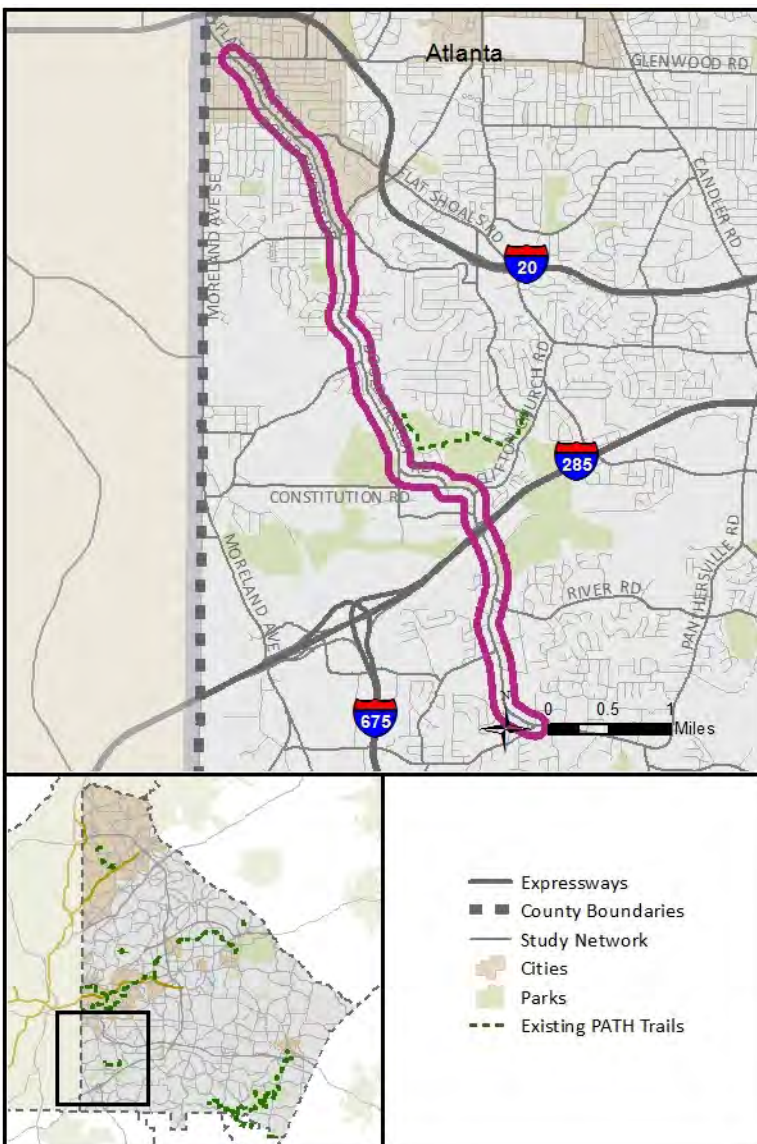 Atlanta
GLENWOOD RD
CANDLER RD
FLAT SHOALS RD
MORELAND AVE SE
20
CLIFTON CHURCH RD
285
CONSTITUTION RD
PANTHERSVILLE RD
MORELAND AVE
RIVER RD
675
N
0 0.5 1
Miles
Expressways
County Boundaries
Study Network
Cities
Parks
Existing PATH Trails